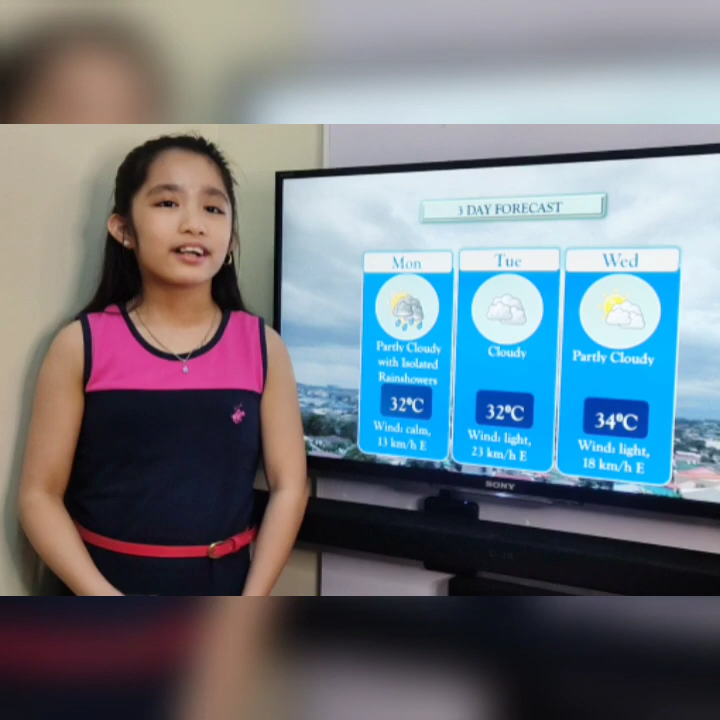 3 DAY FORECAST
Mon
Partly Cloudy
with Isolated
Rainshowers
32°C
Wind: calm,
13 km/h E
Tue
Cloudy
32°C
Wind: light,
23 km/h E
Wed
Partly Cloudy
34°C
Wind: light,
18 km/h E
SONY